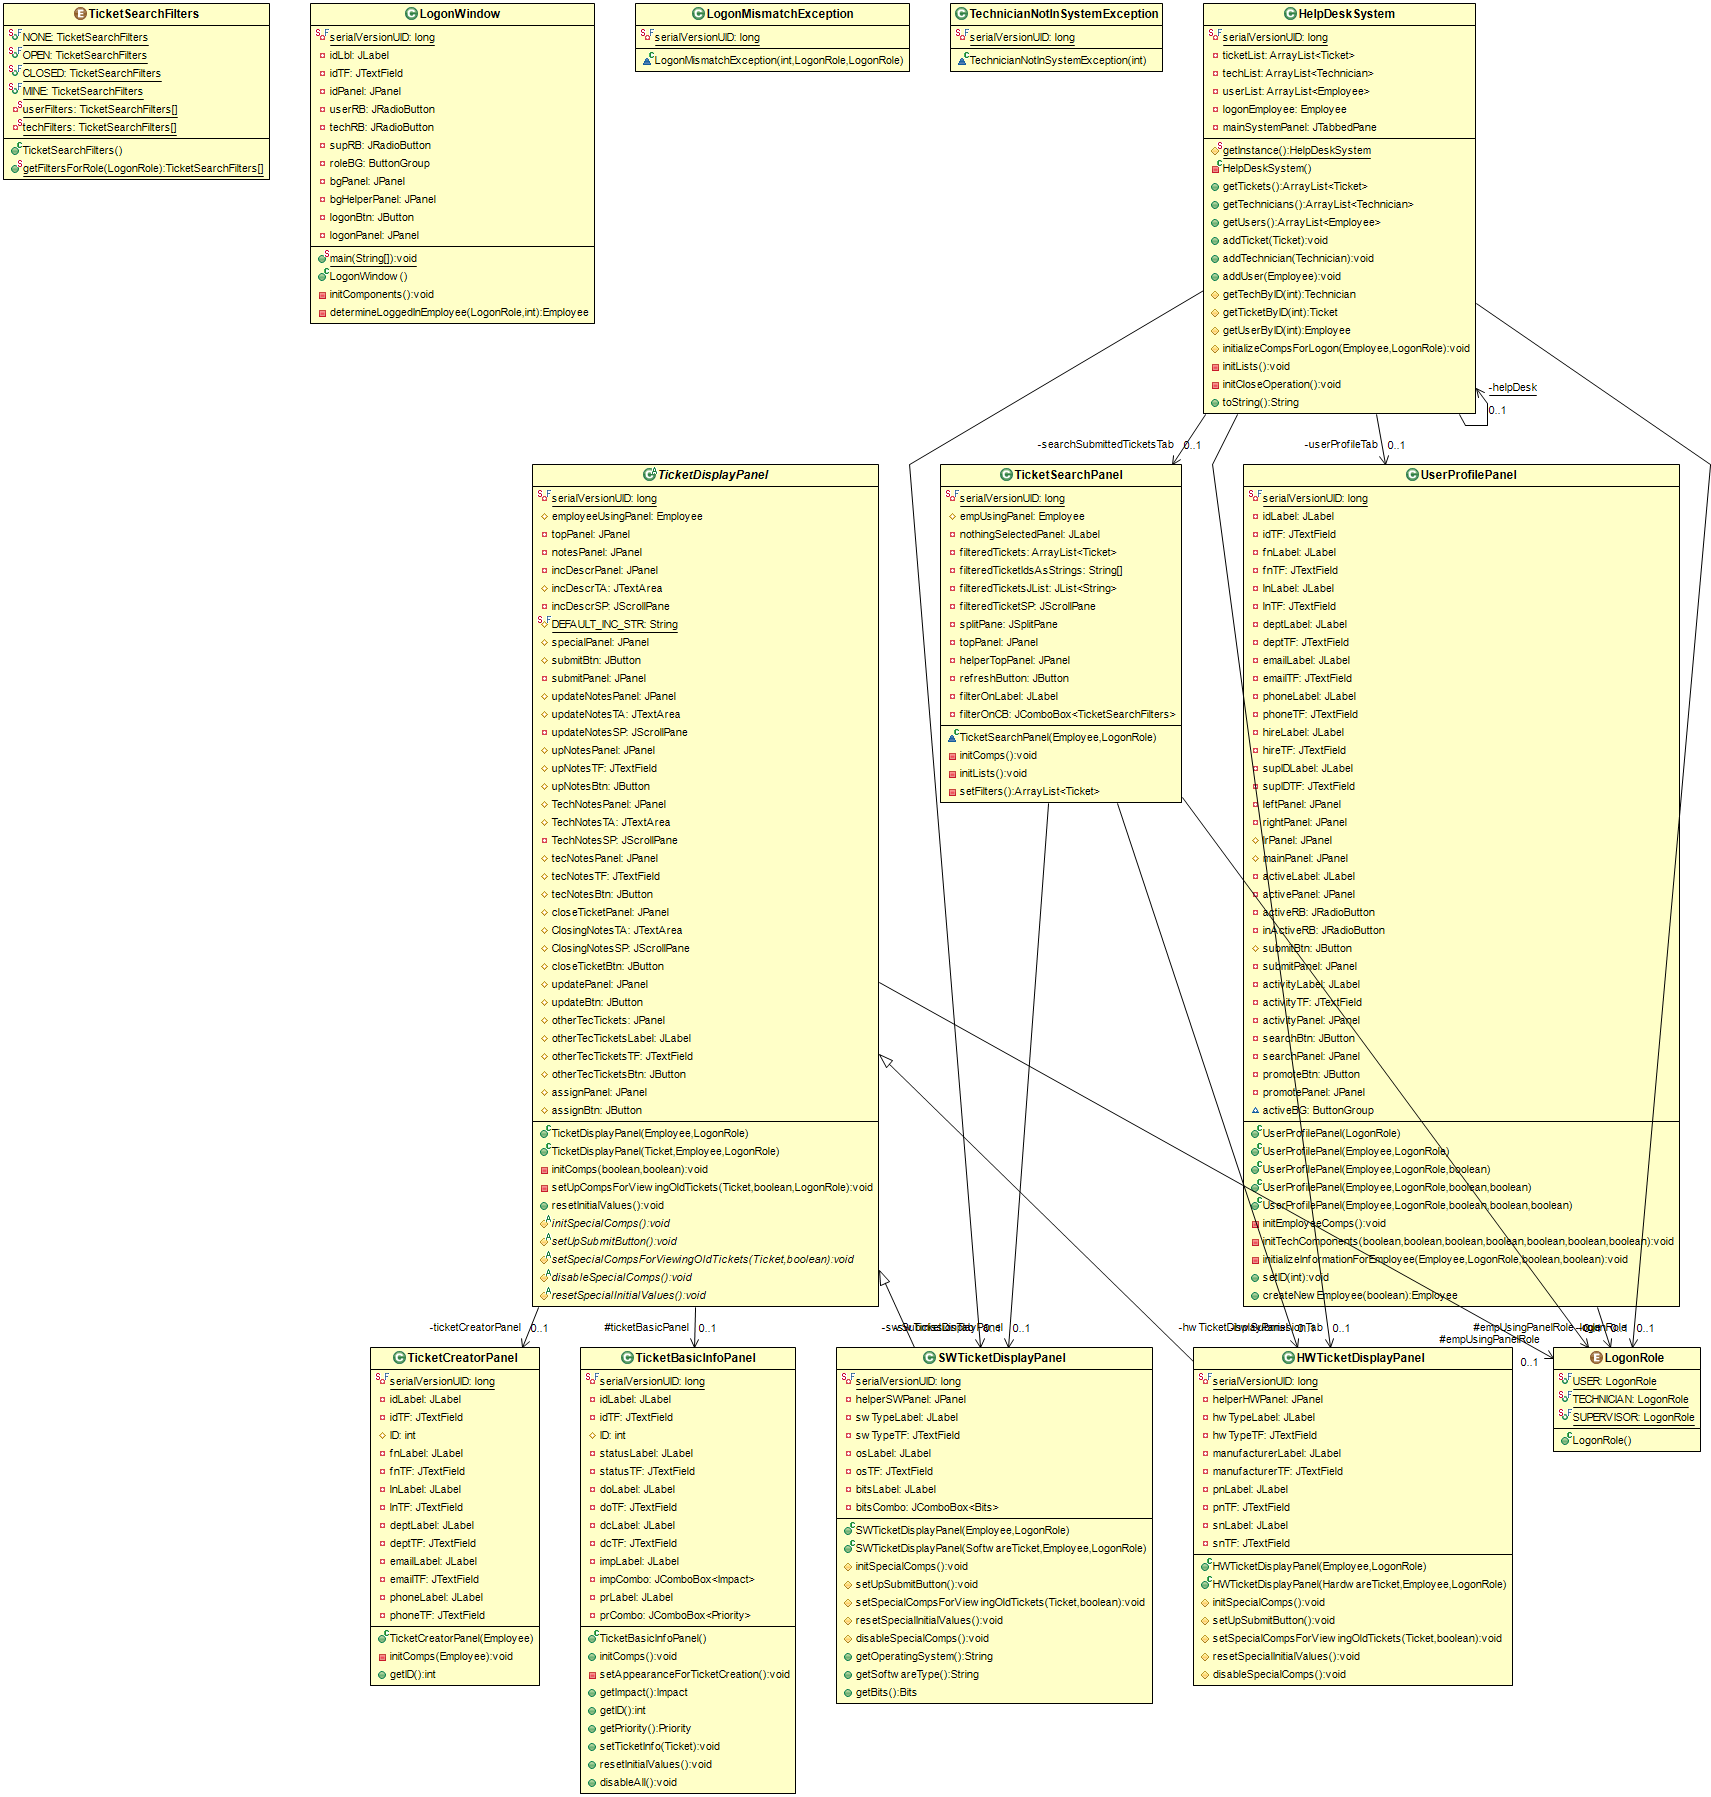 TicketSearchFilters
NONE: TicketSearchFilters
OPEN: TicketSearchFilters
CLOSED: TicketSearchFilters
MINE: TicketSearchFilters
userFilters: TicketSearchFilters[]
techFilters: TicketSearchFilters[]
TicketSearchFilters()
getFiltersForRole(LogonRole):TicketSearchFilters[]
LogonWindow
serialVersionUID: long
idLbl: JLabel
idTF: JTextField
idPanel: JPanel
userRB: JRadioButton
techRB: JRadioButton
supRB: JRadioButton
roleBG: ButtonGroup
bgPanel: JPanel
bgHelperPanel: JPanel
logonBtn: JButton
logonPanel: JPanel
main(String[]):void
LogonWindow()
initComponents():void
determineLoggedInEmployee(LogonRole,int):Employee
LogonMismatchException
serialVersionUID: long
LogonMismatchException(int,LogonRole,LogonRole)
TechnicianNotInSystemException
serialVersionUID: long
TechnicianNotInSystemException(int)
HelpDeskSystem
serialVersionUID: long
ticketList: ArrayList<Ticket>
techList: ArrayList<Technician>
userList: ArrayList<Employee>
logonEmployee: Employee
mainSystemPanel: JTabbedPane
getInstance():HelpDeskSystem
HelpDeskSystem()
getTickets():ArrayList<Ticket>
getTechnicians():ArrayList<Technician>
getUsers():ArrayList<Employee>
addTicket(Ticket):void
addTechnician(Technician):void
addUser(Employee):void
getTechByID(int):Technician
getTicketByID(int):Ticket
getUserByID(int):Employee
initializeCompsForLogon(Employee,LogonRole):void
initLists():void
initCloseOperation():void
toString():String
-helpDesk
0..1
-searchSubmittedTicketsTab 0..1
-userProfileTab 0..1
TicketDisplayPanel
serialVersionUID: long
employeeUsingPanel: Employee
topPanel: JPanel
notesPanel: JPanel
incDescrPanel: JPanel
incDescrTA: JTextArea
incDescrSP: JScrollPane
DEFAULT_INC_STR: String
specialPanel: JPanel
submitBtn: JButton
submitPanel: JPanel
updateNotesPanel: JPanel
updateNotesTA: JTextArea
updateNotesSP: JScrollPane
upNotesPanel: JPanel
upNotesTF: JTextField
upNotesBtn: JButton
TechNotesPanel: JPanel
TechNotesTA: JTextArea
TechNotesSP: JScrollPane
tecNotesPanel: JPanel
tecNotesTF: JTextField
tecNotesBtn: JButton
closeTicketPanel: JPanel
ClosingNotesTA: JTextArea
ClosingNotesSP: JScrollPane
closeTicketBtn: JButton
updatePanel: JPanel
updateBtn: JButton
otherTecTickets: JPanel
otherTecTicketsLabel: JLabel
otherTecTicketsTF: JTextField
otherTecTicketsBtn: JButton
assignPanel: JPanel
assignBtn: JButton
TicketDisplayPanel(Employee,LogonRole)
TicketDisplayPanel(Ticket,Employee,LogonRole)
initComps(boolean,boolean):void
setUpCompsForViewingOldTickets(Ticket,boolean,LogonRole):void
resetInitialValues():void
initSpecialComps():void
setUpSubmitButton():void
setSpecialCompsForViewingOldTickets(Ticket,boolean):void
disableSpecialComps():void
resetSpecialInitialValues():void
TicketSearchPanel
serialVersionUID: long
empUsingPanel: Employee
nothingSelectedPanel: JLabel
filteredTickets: ArrayList<Ticket>
filteredTicketIdsAsStrings: String[]
filteredTicketsJList: JList<String>
filteredTicketSP: JScrollPane
splitPane: JSplitPane
topPanel: JPanel
helperTopPanel: JPanel
refreshButton: JButton
filterOnLabel: JLabel
filterOnCB: JComboBox<TicketSearchFilters>
TicketSearchPanel(Employee,LogonRole)
initComps():void
initLists():void
setFilters():ArrayList<Ticket>
UserProfilePanel
serialVersionUID: long
idLabel: JLabel
idTF: JTextField
fnLabel: JLabel
fnTF: JTextField
lnLabel: JLabel
lnTF: JTextField
deptLabel: JLabel
deptTF: JTextField
emailLabel: JLabel
emailTF: JTextField
phoneLabel: JLabel
phoneTF: JTextField
hireLabel: JLabel
hireTF: JTextField
supIDLabel: JLabel
supIDTF: JTextField
leftPanel: JPanel
rightPanel: JPanel
lrPanel: JPanel
mainPanel: JPanel
activeLabel: JLabel
activePanel: JPanel
activeRB: JRadioButton
inActiveRB: JRadioButton
submitBtn: JButton
submitPanel: JPanel
activityLabel: JLabel
activityTF: JTextField
activityPanel: JPanel
searchBtn: JButton
searchPanel: JPanel
promoteBtn: JButton
promotePanel: JPanel
activeBG: ButtonGroup
UserProfilePanel(LogonRole)
UserProfilePanel(Employee,LogonRole)
UserProfilePanel(Employee,LogonRole,boolean)
UserProfilePanel(Employee,LogonRole,boolean,boolean)
UserProfilePanel(Employee,LogonRole,boolean,boolean,boolean)
initEmployeeComps():void
initTechComponents(boolean,boolean,boolean,boolean,boolean,boolean):void
initializeInformationForEmployee(Employee,LogonRole,boolean,boolean):void
setID(int):void
createNewEmployee(boolean):Employee
-ticketCreatorPanel 0..1
#ticketBasicPanel 0..1
0..1
0..1
#empUsingPanelRole
0..1
#empUsingPanelRole
0..1
TicketCreatorPanel
serialVersionUID: long
idLabel: JLabel
idTF: JTextField
ID: int
fnLabel: JLabel
fnTF: JTextField
lnLabel: JLabel
lnTF: JTextField
deptLabel: JLabel
deptTF: JTextField
emailLabel: JLabel
emailTF: JTextField
phoneLabel: JLabel
phoneTF: JTextField
TicketCreatorPanel(Employee)
initComps(Employee):void
getID():int
TicketBasicInfoPanel
serialVersionUID: long
idLabel: JLabel
idTF: JTextField
ID: int
statusLabel: JLabel
statusTF: JTextField
doLabel: JLabel
doTF: JTextField
dcLabel: JLabel
dcTF: JTextField
impLabel: JLabel
impCombo: JComboBox<Impact>
prLabel: JLabel
prCombo: JComboBox<Priority>
TicketBasicInfoPanel()
initComps():void
setAppearanceForTicketCreation():void
getImpact():Impact
getID():int
getPriority():Priority
setTicketInfo(Ticket):void
resetInitialValues():void
disableAll():void
SWTicketDisplayPanel
serialVersionUID: long
helperSWPanel: JPanel
swTypeLabel: JLabel
swTypeTF: JTextField
osLabel: JLabel
osTF: JTextField
bitsLabel: JLabel
bitsCombo: JComboBox<Bits>
SWTicketDisplayPanel(Employee,LogonRole)
SWTicketDisplayPanel(SoftwareTicket,Employee,LogonRole)
initSpecialComps():void
setUpSubmitButton():void
setSpecialCompsForViewingOldTickets(Ticket,boolean):void
resetSpecialInitialValues():void
disableSpecialComps():void
getOperatingSystem():String
getSoftwareType():String
getBits():Bits
HWTicketDisplayPanel
serialVersionUID: long
helperHWPanel: JPanel
hwTypeLabel: JLabel
hwTypeTF: JTextField
manufacturerLabel: JLabel
manufacturerTF: JTextField
pnLabel: JLabel
pnTF: JTextField
snLabel: JLabel
snTF: JTextField
HWTicketDisplayPanel(Employee,LogonRole)
HWTicketDisplayPanel(HardwareTicket,Employee,LogonRole)
initSpecialComps():void
setUpSubmitButton():void
setSpecialCompsForViewingOldTickets(Ticket,boolean):void
resetSpecialInitialValues():void
disableSpecialComps():void
LogonRole
USER: LogonRole
TECHNICIAN: LogonRole
SUPERVISOR: LogonRole
LogonRole()